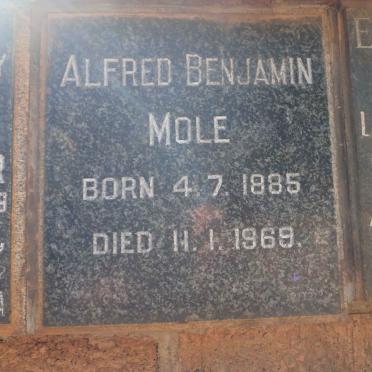 ALFRED BENJAMIN
MOLE
BORN 4.7.1885
DIED 11.1.1969.